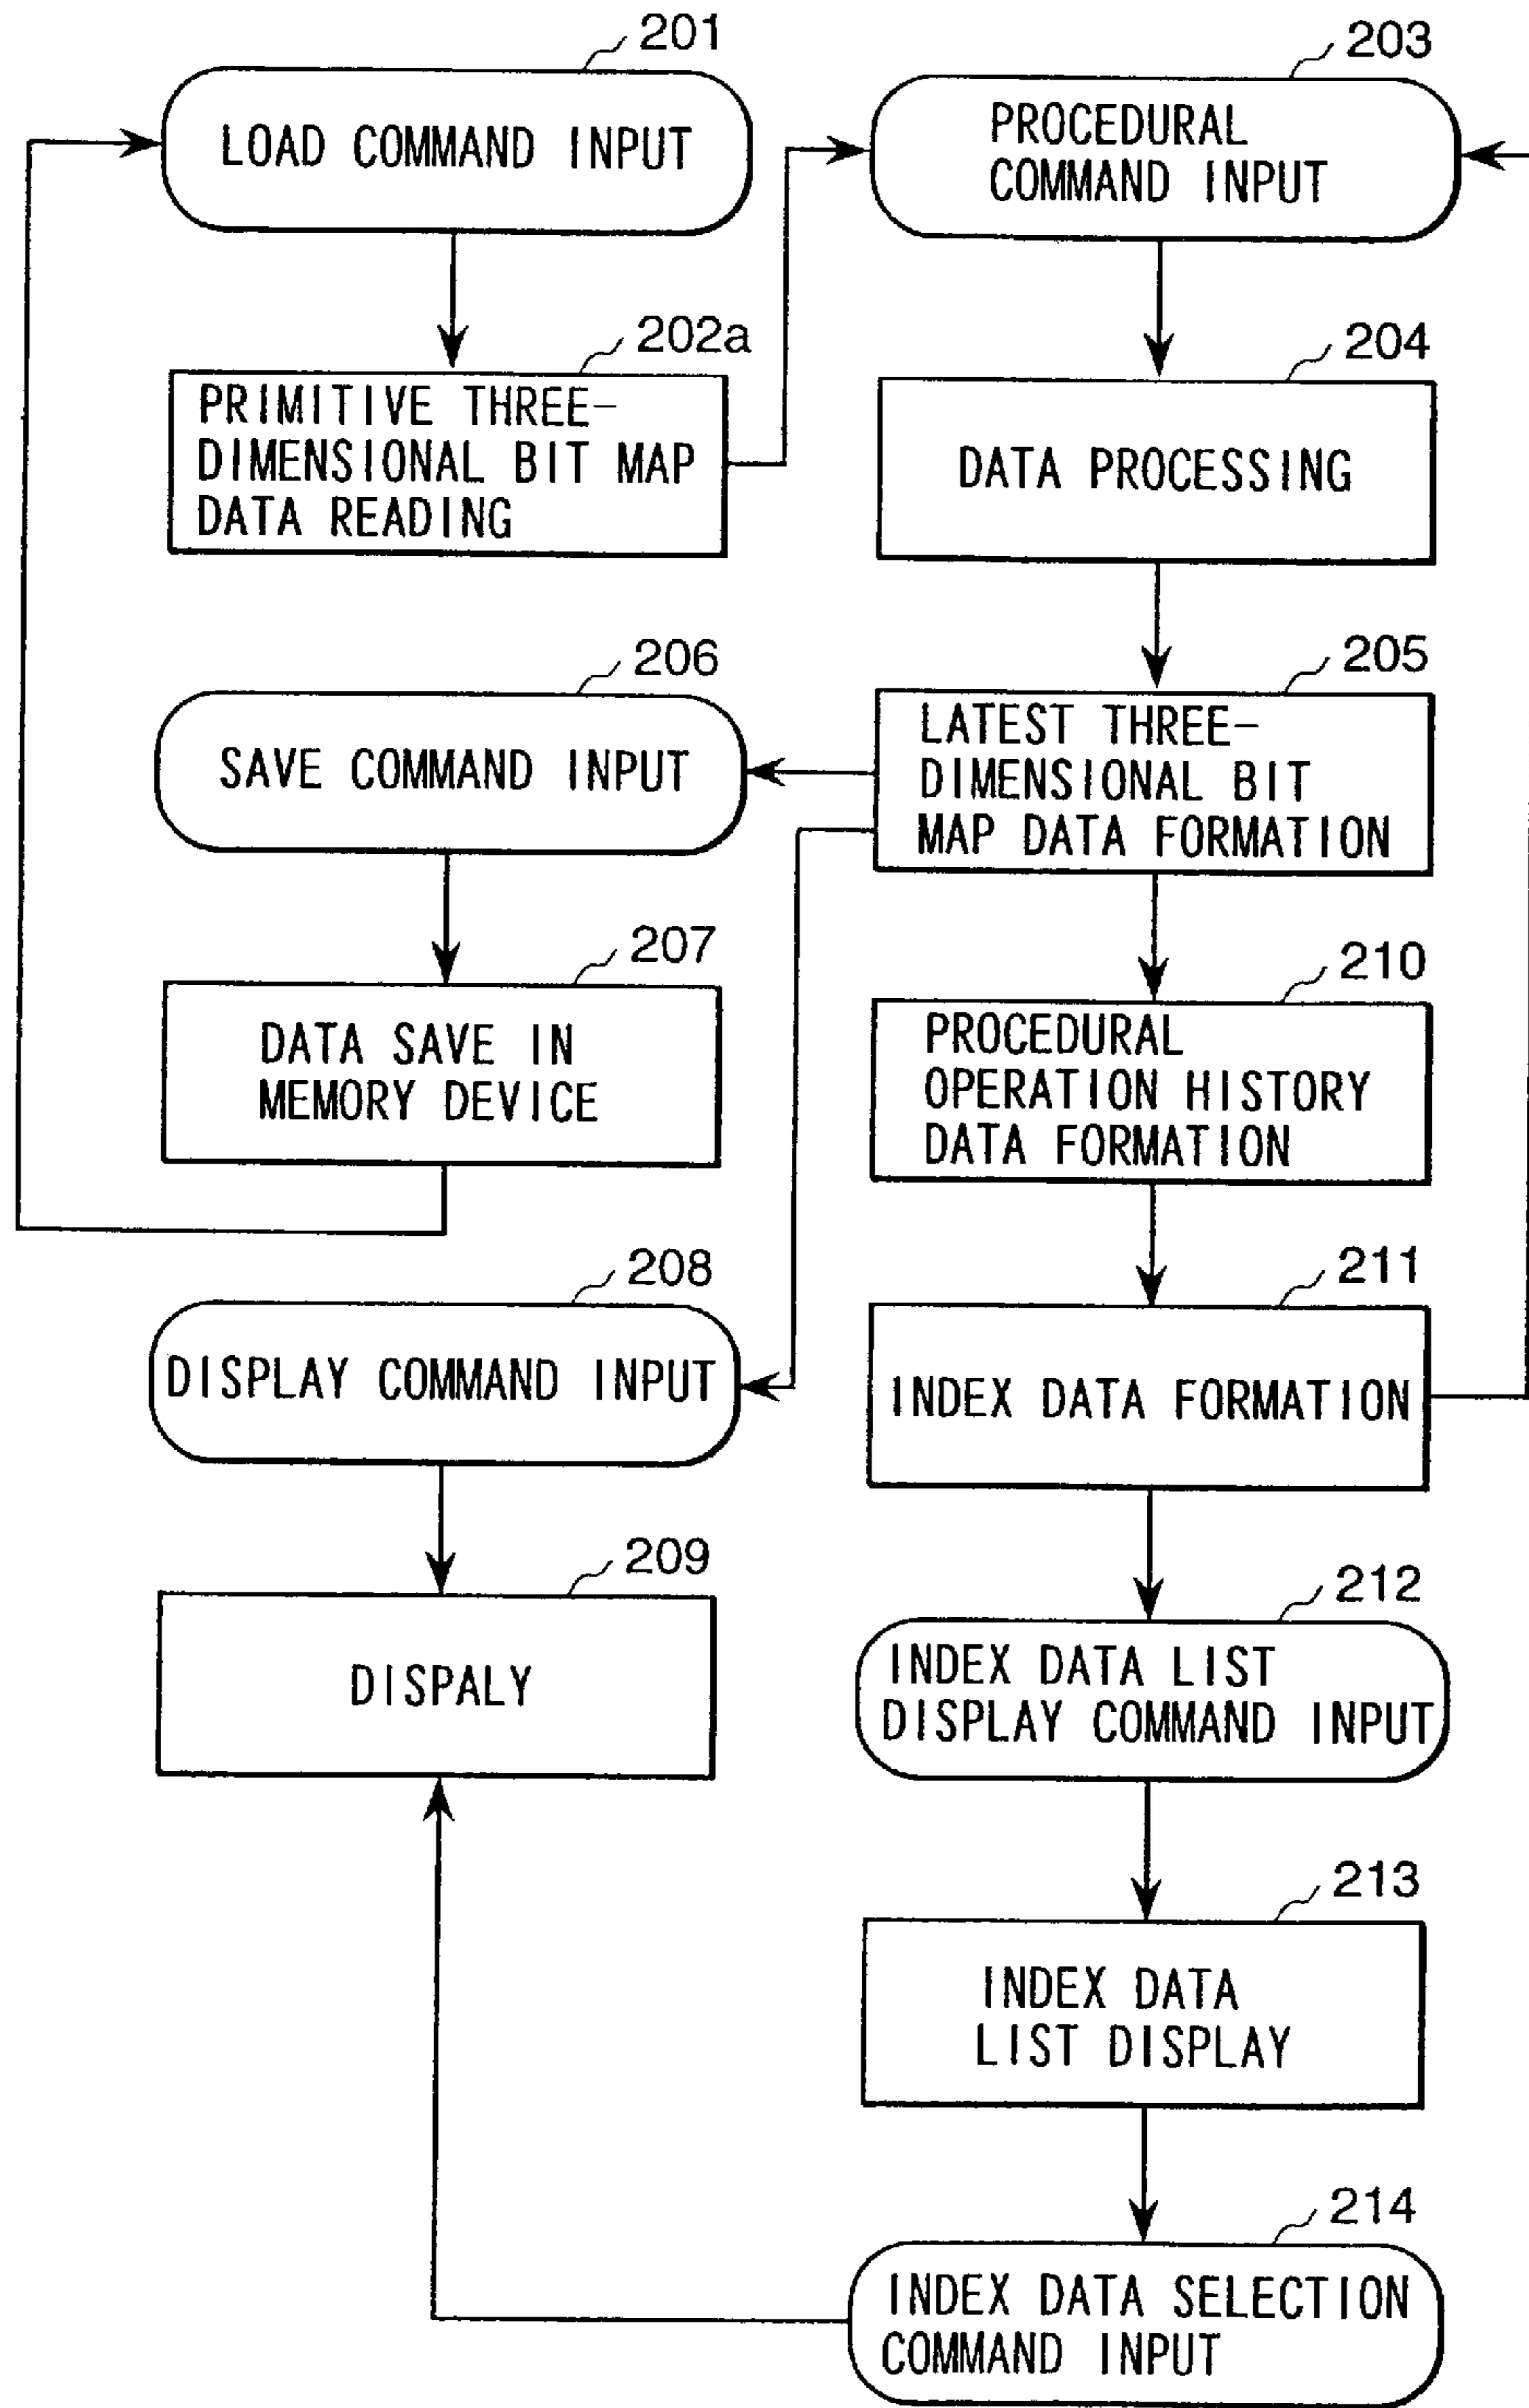 201
LOAD COMMAND INPUT
202a
PRIMITIVE THREE-
DIMENSIONAL BIT MAP
DATA READING
203
PROCEDURAL
COMMAND INPUT
204
DATA PROCESSING
205
LATEST THREE-
DIMENSIONAL BIT
MAP DATA FORMATION
206
SAVE COMMAND INPUT
207
DATA SAVE IN
MEMORY DEVICE
208
DISPLAY COMMAND INPUT
209
DISPALY
210
PROCEDURAL
OPERATION HISTORY
DATA FORMATION
211
INDEX DATA FORMATION
212
INDEX DATA LIST
DISPLAY COMMAND INPUT
213
INDEX DATA
LIST DISPLAY
214
INDEX DATA SELECTION
COMMAND INPUT